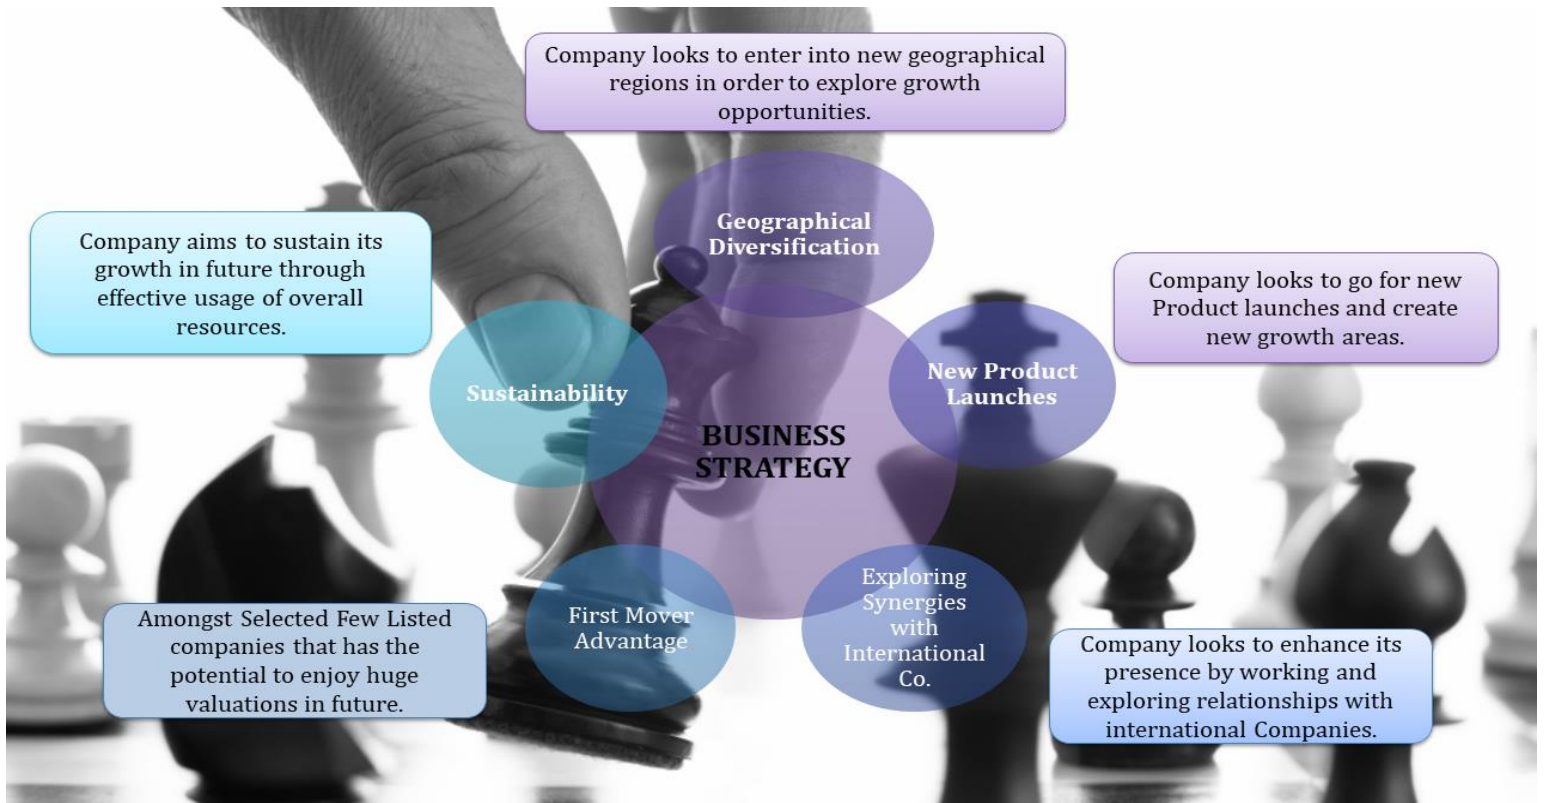 Company looks to enter into new geographical
regions in order to explore growth
opportunities.
Geographical
Diversification
Company aims to sustain its
growth in future through
effective usage of overall
resources.
Company looks to go for new
Product launches and create
new growth areas.
Sustainability
New Product
Launches
BUSINESS
STRATEGY
First Mover
Advantage
Exploring
Synergies
with
International
Co.
Amongst Selected Few Listed
companies that has the
potential to enjoy huge
valuations in future.
Company looks to enhance its
presence by working and
exploring relationships with
international Companies.